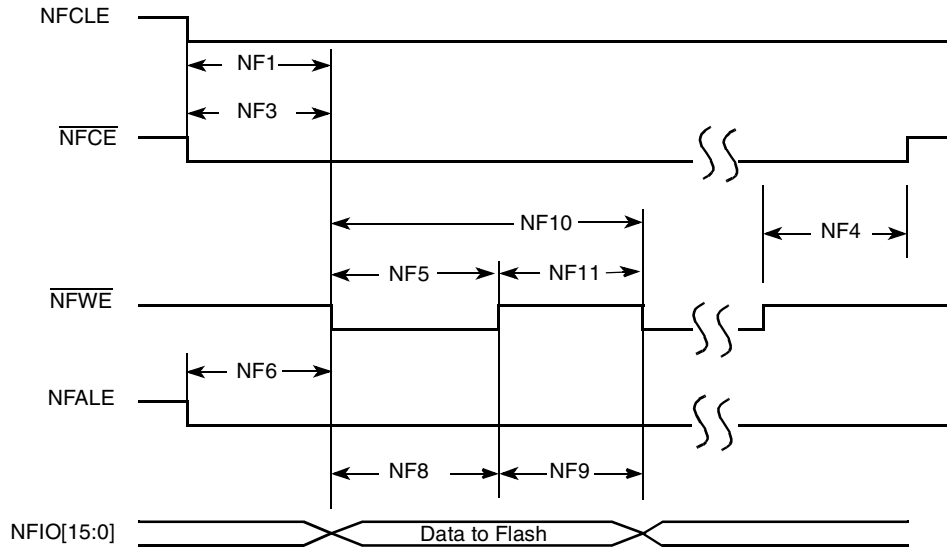 NFCLE
NF1
NF3
NFCE
NF10
NF4
NF5
NF11
NFWE
NF6
NFALE
NF8
NF9
NFIO[15:0]
Data to Flash